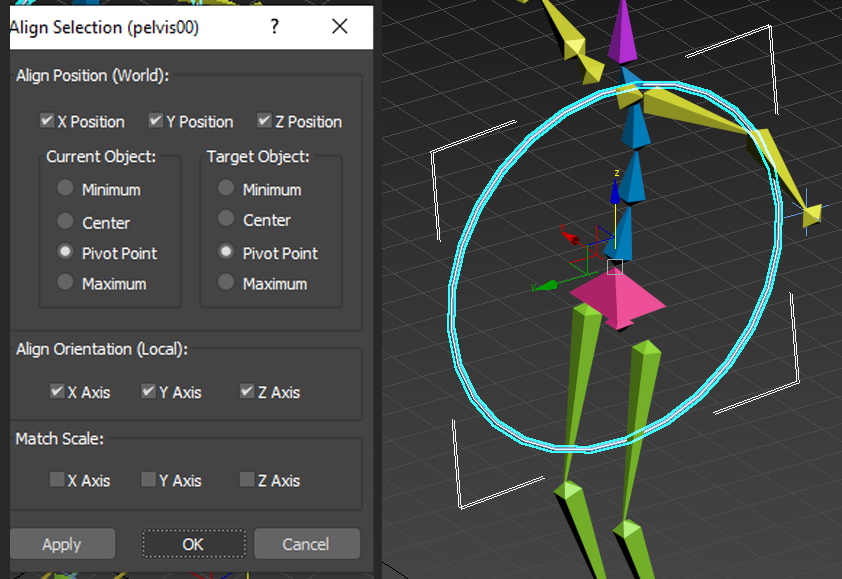 Align Selection (pelvis00) ?
Align Position (World):
X Position Y Position Z Position
Current Object: Target Object:
Minimum Minimum
Center Center
Pivot Point Pivot Point
Maximum Maximum
Align Orientation (Local):
X Axis Y Axis Z Axis
Match Scale:
X Axis Y Axis Z Axis
Apply OK Cancel
z
Y